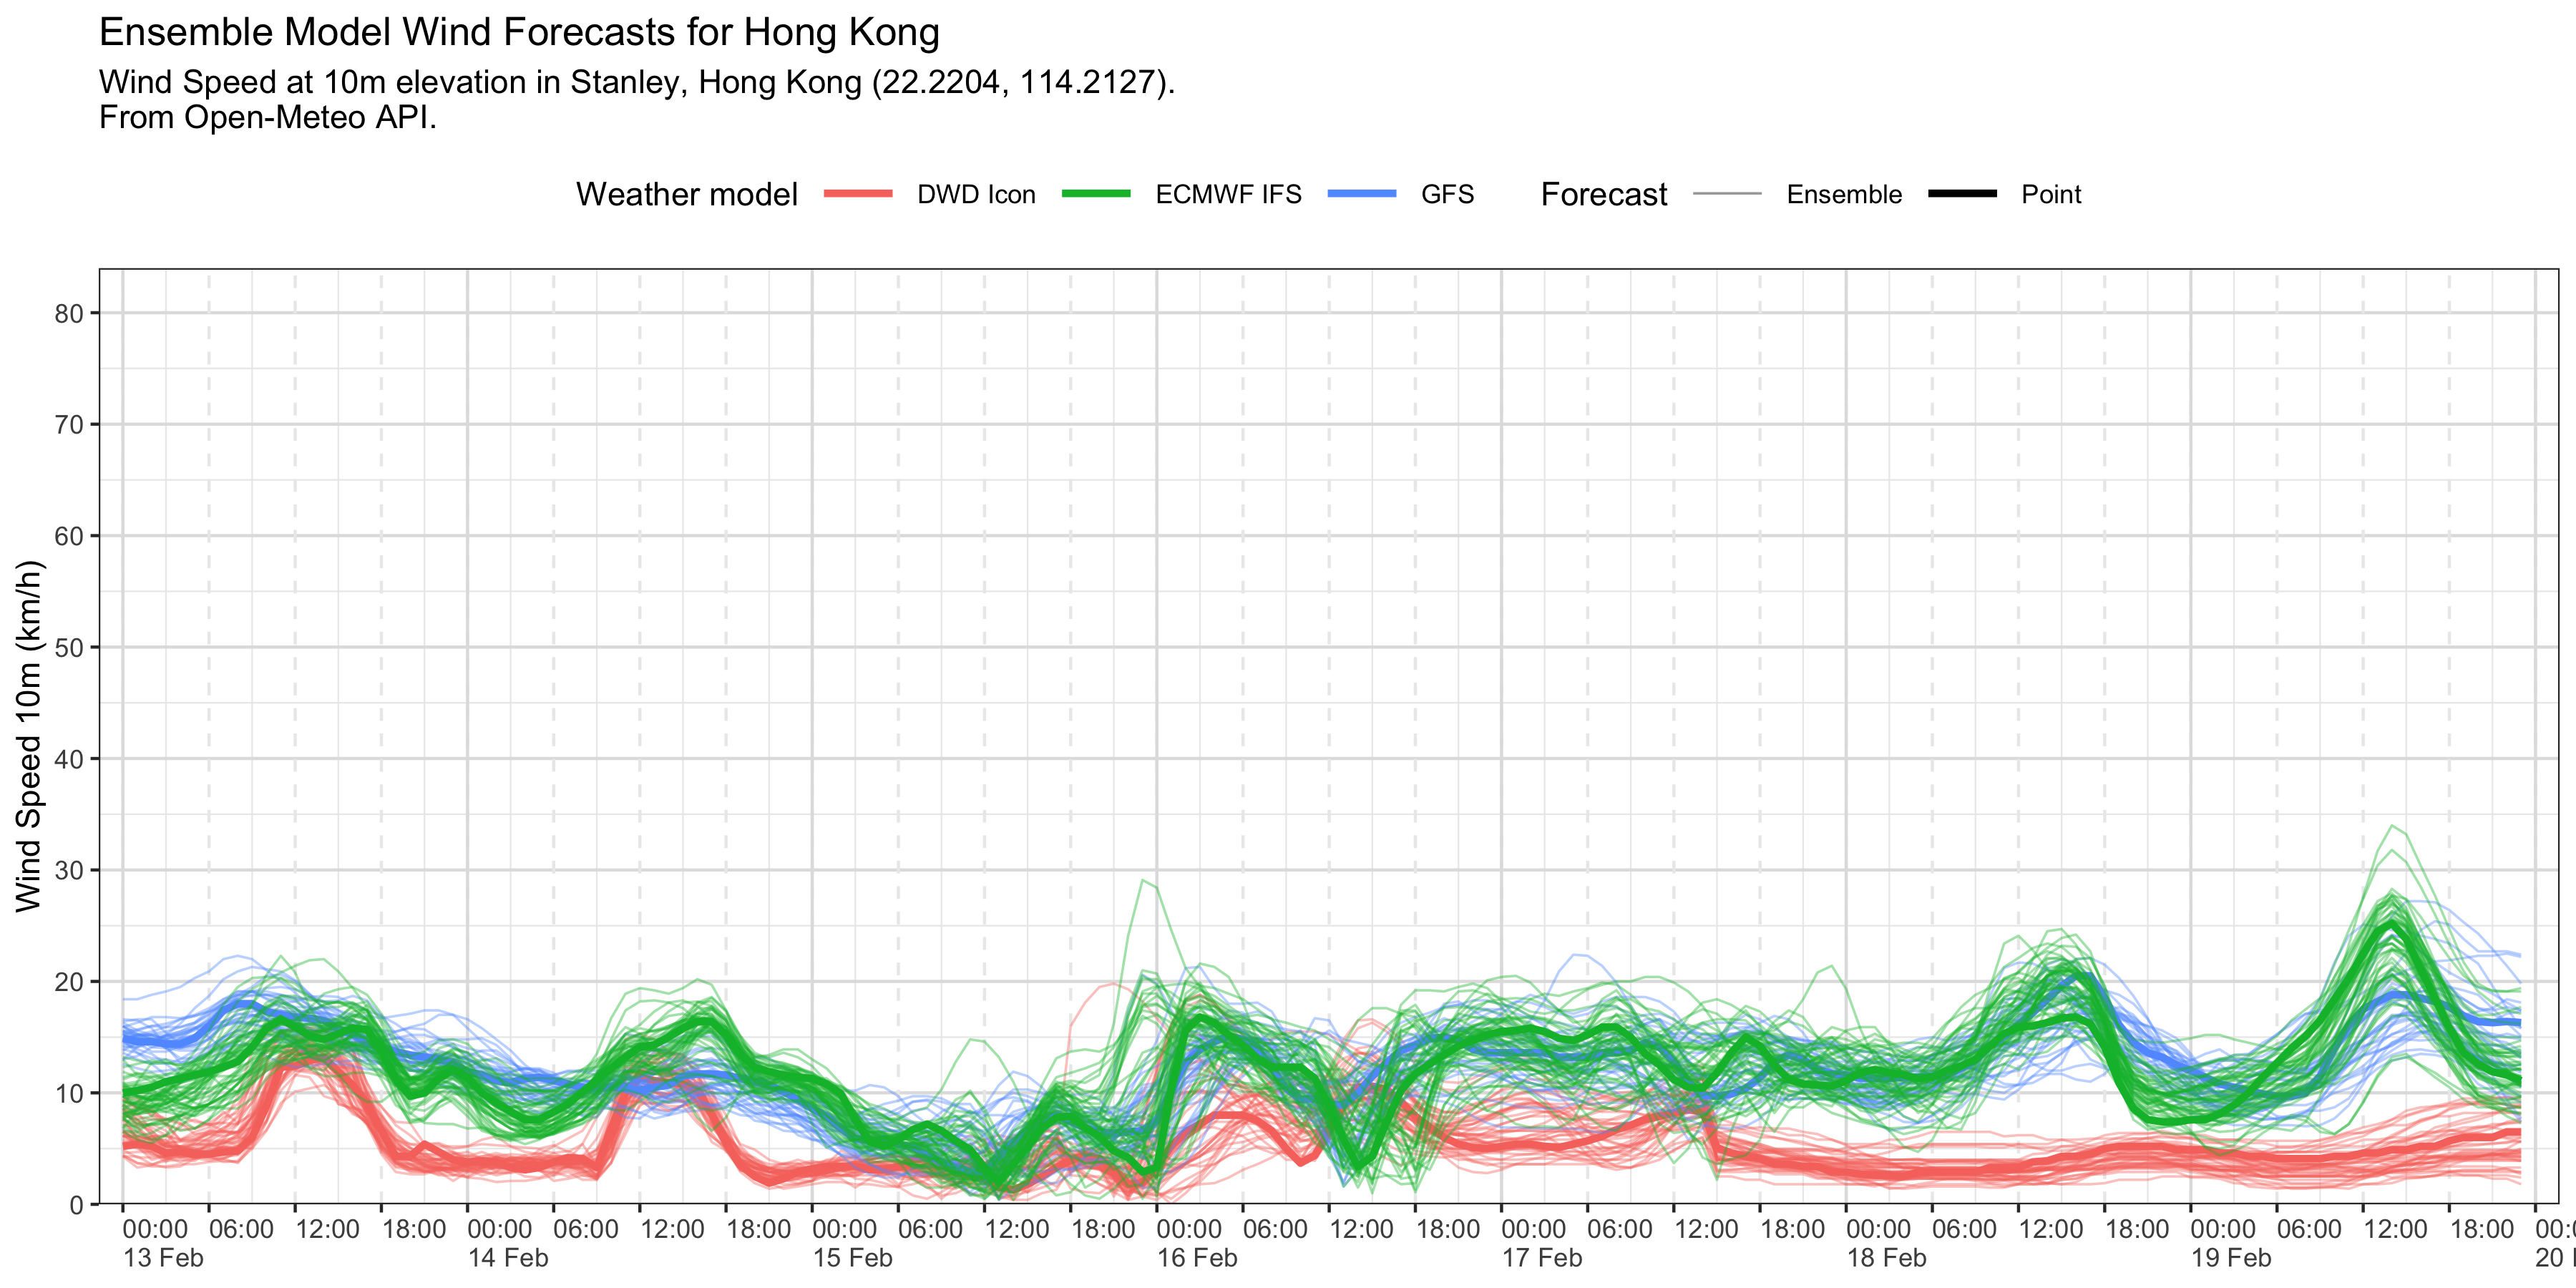 Ensemble Model Wind Forecasts for Hong Kong
Wind Speed at 10m elevation in Stanley, Hong Kong (22.2204, 114.2127).
From Open-Meteo API.
Weather model DWD Icon ECMWF IFS GFS Forecast Ensemble Point
Wind Speed 10m (km/h)
80
70
60
50
40
30
20
10
0
00:00 06:00 12:00 18:00 00:00 06:00 12:00 18:00 00:00 06:00 12:00 18:00 00:00 06:00 12:00 18:00 00:00 06:00 12:00 18:00 00:00 06:00 12:00 18:00 00:00 06:00 12:00 18:00 00:0
13 Feb 14 Feb 15 Feb 16 Feb 17 Feb 18 Feb 19 Feb 20